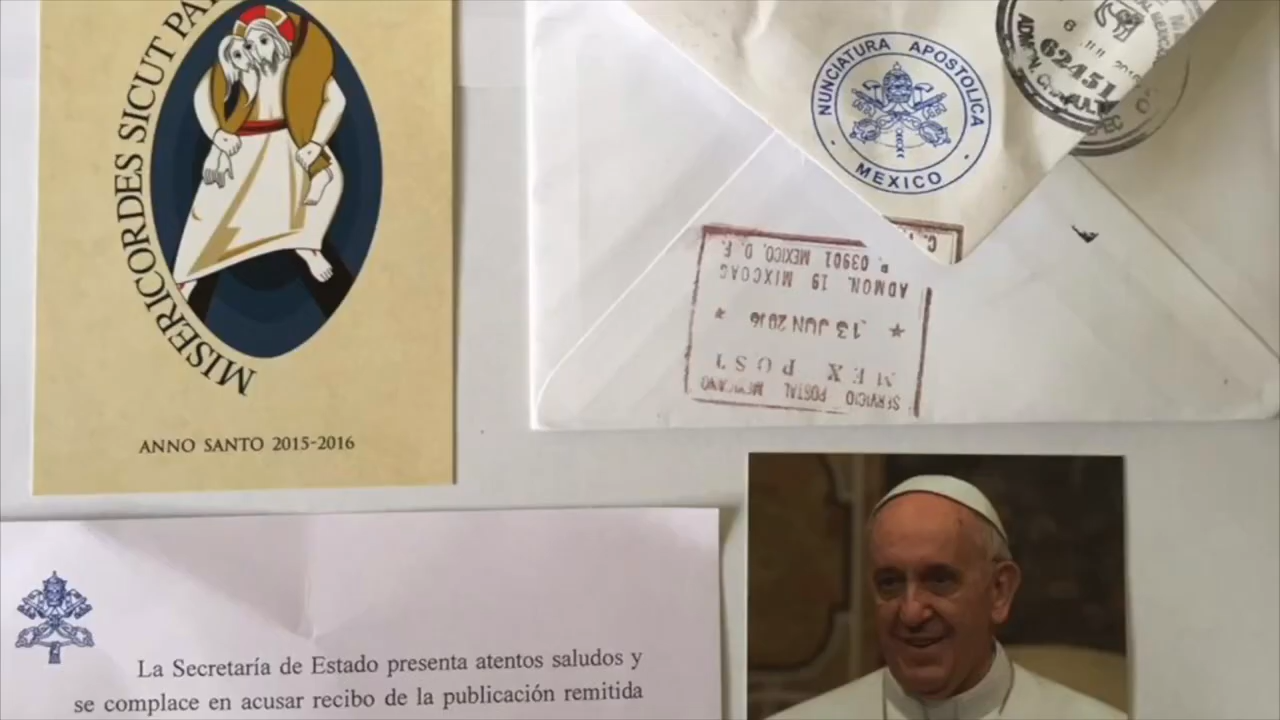 MISERICORDES SICUT PA
ANNO SANTO 2015-2016
NUNCIATURA APOSTOLICA
MEXICO
62451
SERVICIO POSTAL MEXICANO
MEX POST
★ 13 JUN 2016 ★
ADMON. 19 MIXCOAC
P. 03901 MEXICO, D. F.
La Secretaría de Estado presenta atentos saludos y
se complace en acusar recibo de la publicación remitida